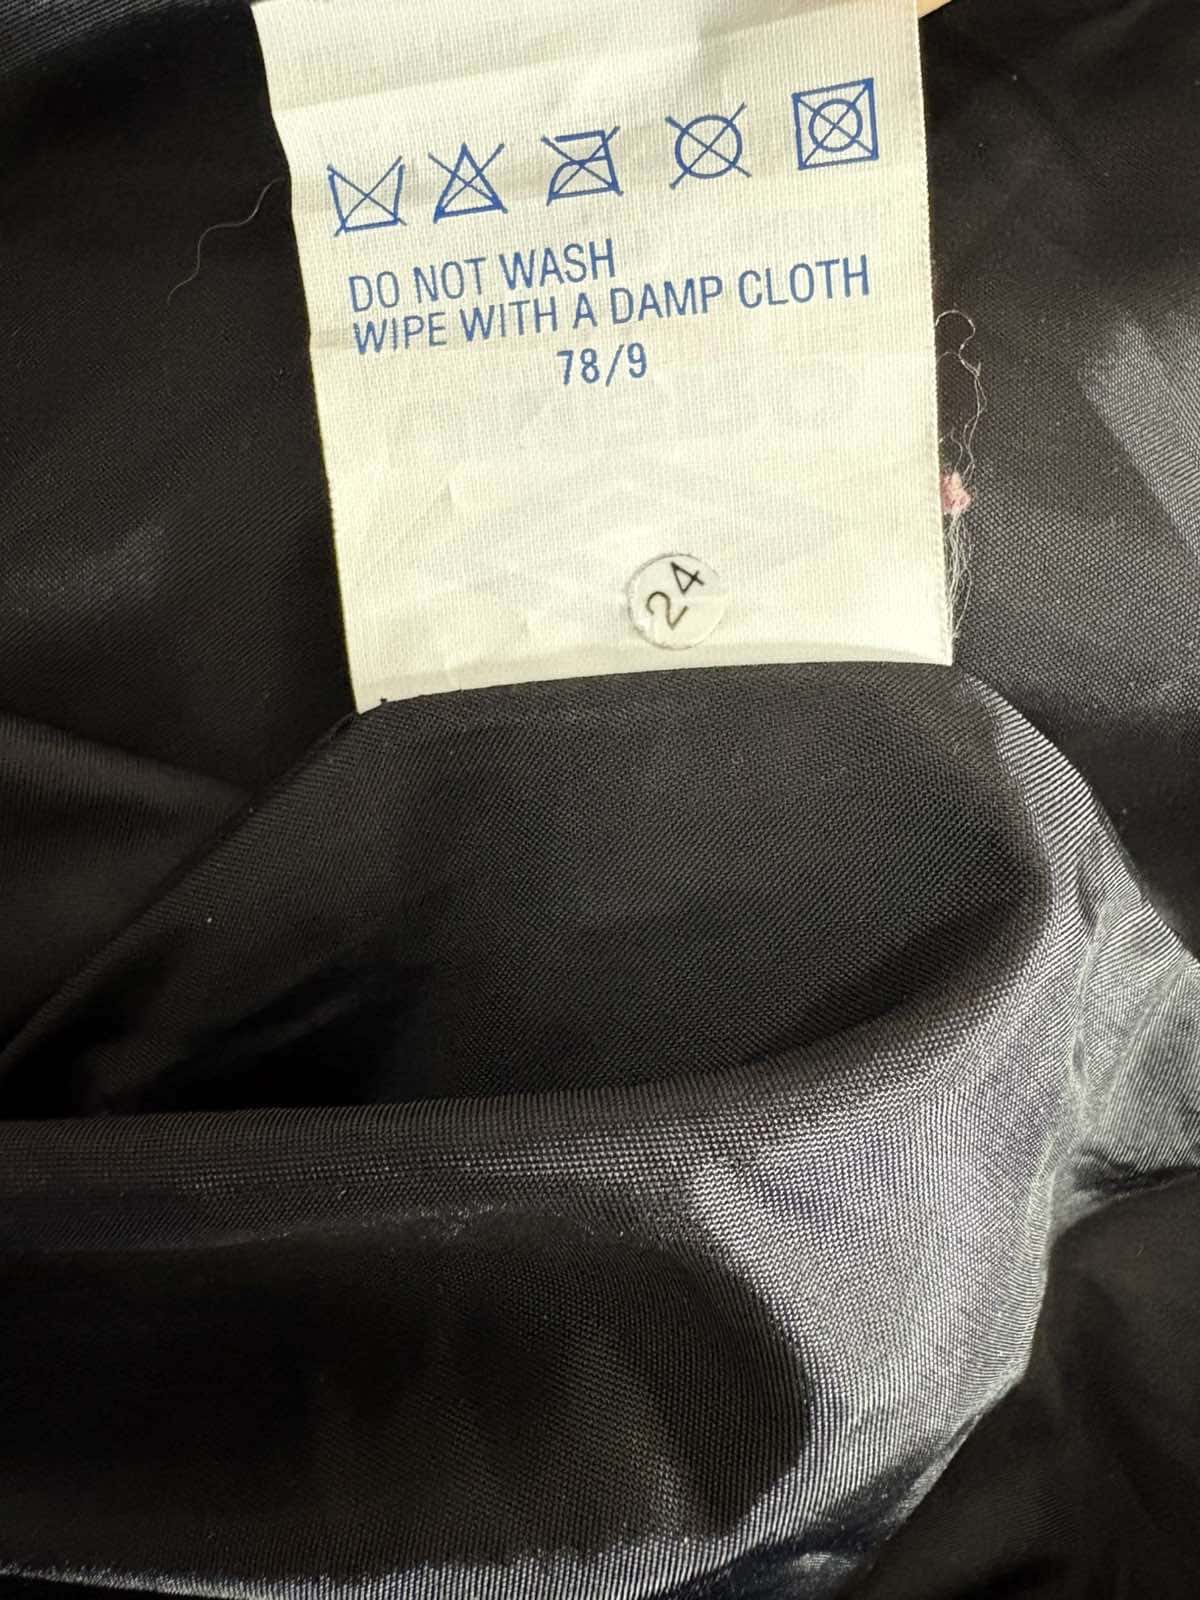 DO NOT WASH
WIPE WITH A DAMP CLOTH
78/9
24